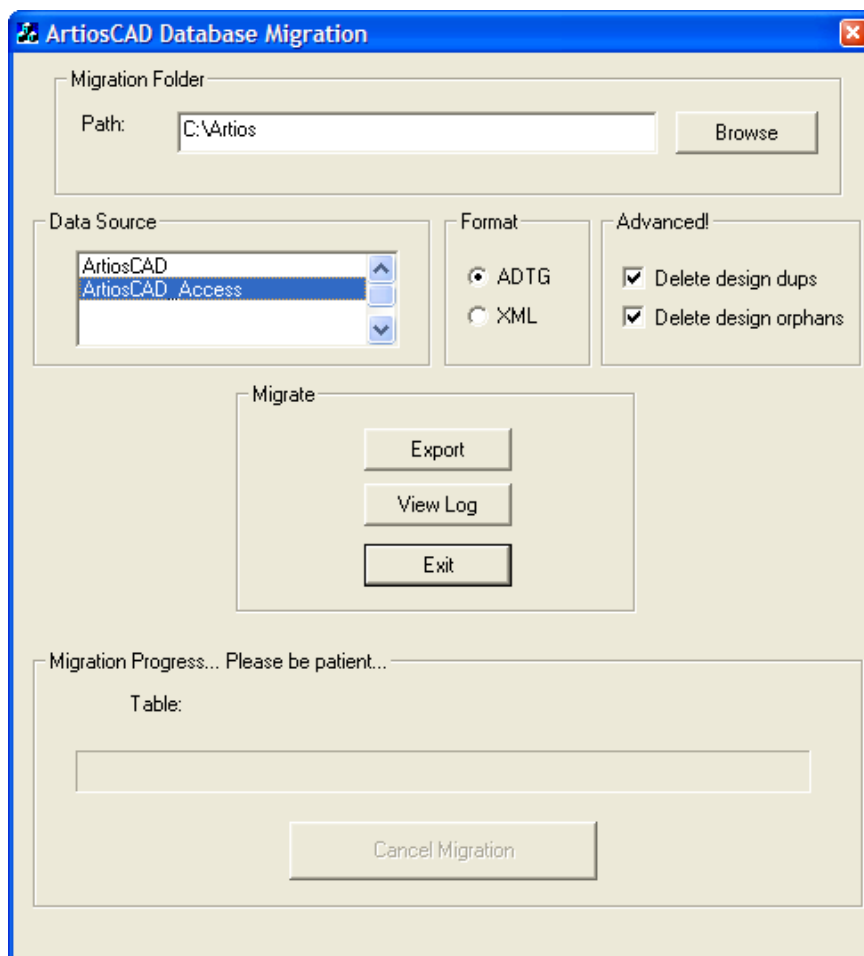 ArtiosCAD Database Migration
Migration Folder
Path:
C:\Artios
Browse
Data Source
ArtiosCAD
ArtiosCAD_Access
Format
ADTG
XML
Advanced!
Delete design dups
Delete design orphans
Migrate
Export
View Log
Exit
Migration Progress... Please be patient...
Table:
Cancel Migration